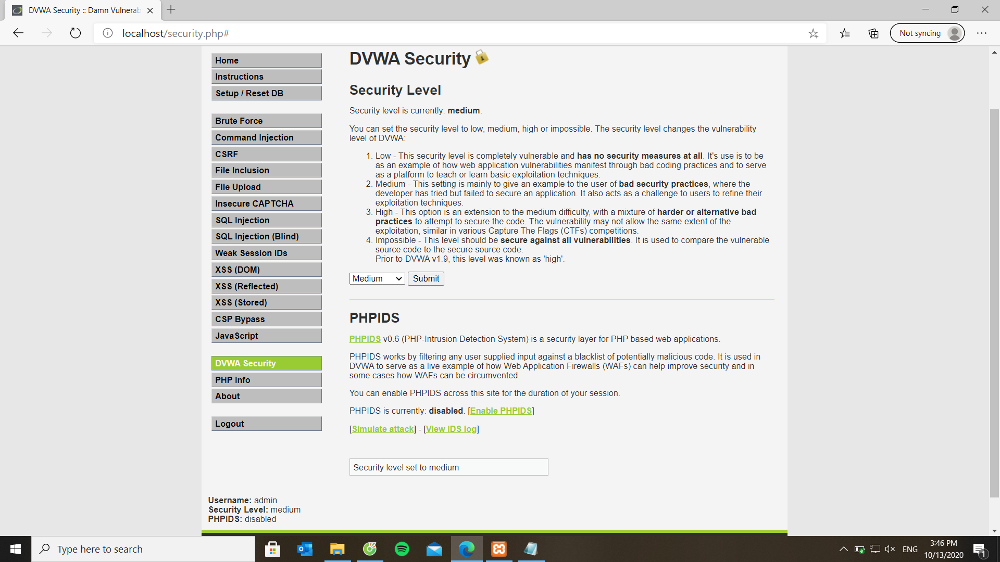 DVWA Security :: Damn Vulnerab
localhost/security.php#
Not syncing
Home
Instructions
Setup / Reset DB
Brute Force
Command Injection
CSRF
File Inclusion
File Upload
Insecure CAPTCHA
SQL Injection
SQL Injection (Blind)
Weak Session IDs
XSS (DOM)
XSS (Reflected)
XSS (Stored)
CSP Bypass
JavaScript
DVWA Security
PHP Info
About
Logout
DVWA Security
Security Level
Security level is currently: medium.
You can set the security level to low, medium, high or impossible. The security level changes the vulnerability
level of DVWA:
1. Low - This security level is completely vulnerable and has no security measures at all. It's use is to be
as an example of how web application vulnerabilities manifest through bad coding practices and to serve
as a platform to teach or learn basic exploitation techniques.
2. Medium - This setting is mainly to give an example to the user of bad security practices, where the
developer has tried but failed to secure an application. It also acts as a challenge to users to refine their
exploitation techniques.
3. High - This option is an extension to the medium difficulty, with a mixture of harder or alternative bad
practices to attempt to secure the code. The vulnerability may not allow the same extent of the
exploitation, similar in various Capture The Flags (CTFs) competitions.
4. Impossible - This level should be secure against all vulnerabilities. It is used to compare the vulnerable
source code to the secure source code.
Prior to DVWA v1.9, this level was known as 'high'.
Medium Submit
PHPIDS
PHPIDS v0.6 (PHP-Intrusion Detection System) is a security layer for PHP based web applications.
PHPIDS works by filtering any user supplied input against a blacklist of potentially malicious code. It is used in
DVWA to serve as a live example of how Web Application Firewalls (WAFs) can help improve security and in
some cases how WAFs can be circumvented.
You can enable PHPIDS across this site for the duration of your session.
PHPIDS is currently: disabled. [Enable PHPIDS]
[Simulate attack] - [View IDS log]
Security level set to medium
Username: admin
Security Level: medium
PHPIDS: disabled
Type here to search
ENG
3:46 PM
10/13/2020
1